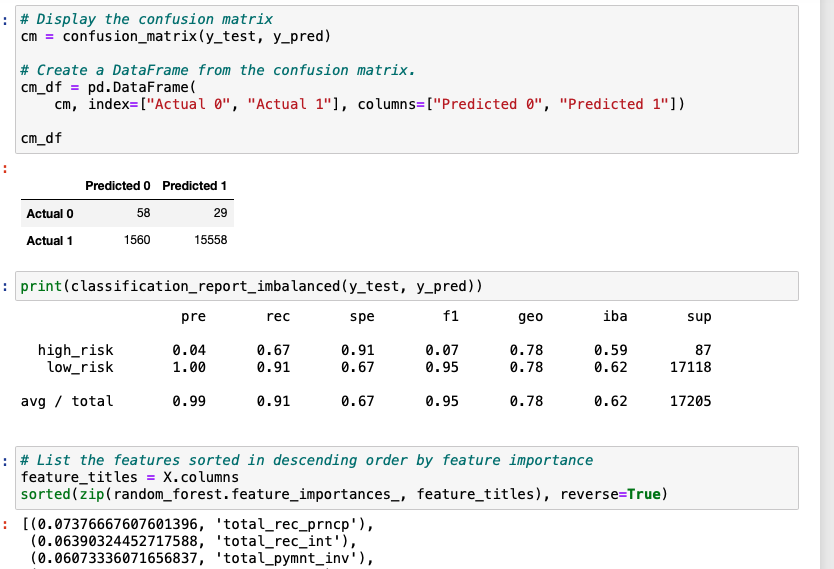 : # Display the confusion matrix
cm = confusion_matrix(y_test, y_pred)
# Create a DataFrame from the confusion matrix.
cm_df = pd.DataFrame(
    cm, index=["Actual 0", "Actual 1"], columns=["Predicted 0", "Predicted 1"])
cm_df
:
Predicted 0 Predicted 1
Actual 0 58 29
Actual 1 1560 15558
: print(classification_report_imbalanced(y_test, y_pred))
pre rec spe f1 geo iba sup
high_risk 0.04 0.67 0.91 0.07 0.78 0.59 87
low_risk 1.00 0.91 0.67 0.95 0.78 0.62 17118
avg / total 0.99 0.91 0.67 0.95 0.78 0.62 17205
: # List the features sorted in descending order by feature importance
feature_titles = X.columns
sorted(zip(random_forest.feature_importances_, feature_titles), reverse=True)
: [(0.07376667607601396, 'total_rec_prncp'),
(0.06390324452717588, 'total_rec_int'),
(0.06073336071656837, 'total_pymnt_inv'),